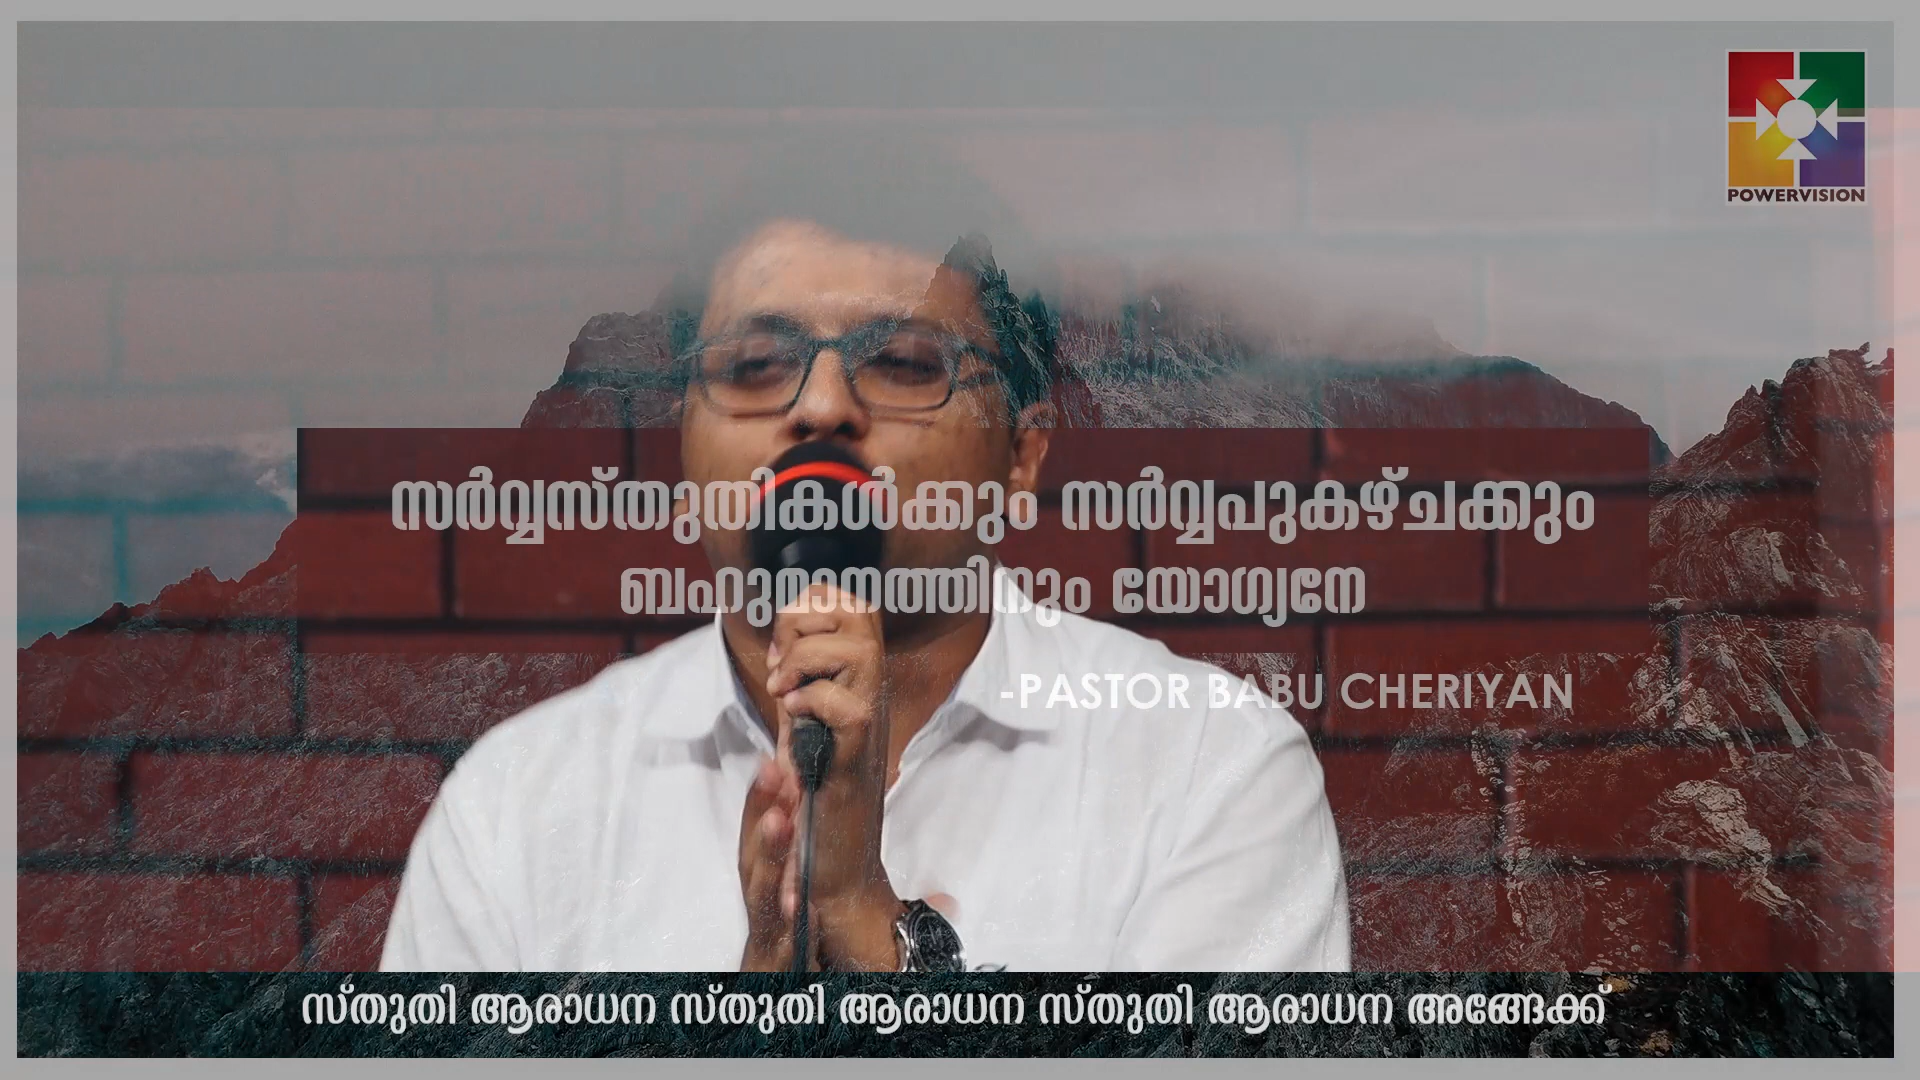 POWERVISION
സർവ്വസ്തുതികൾക്കും സർവ്വപുകഴ്ചക്കും
ബഹുമാനത്തിനും യോഗ്യനേ
-PASTOR BABU CHERIYAN
സ്തുതി ആരാധന സ്തുതി ആരാധന സ്തുതി ആരാധന അങ്ങേക്ക്